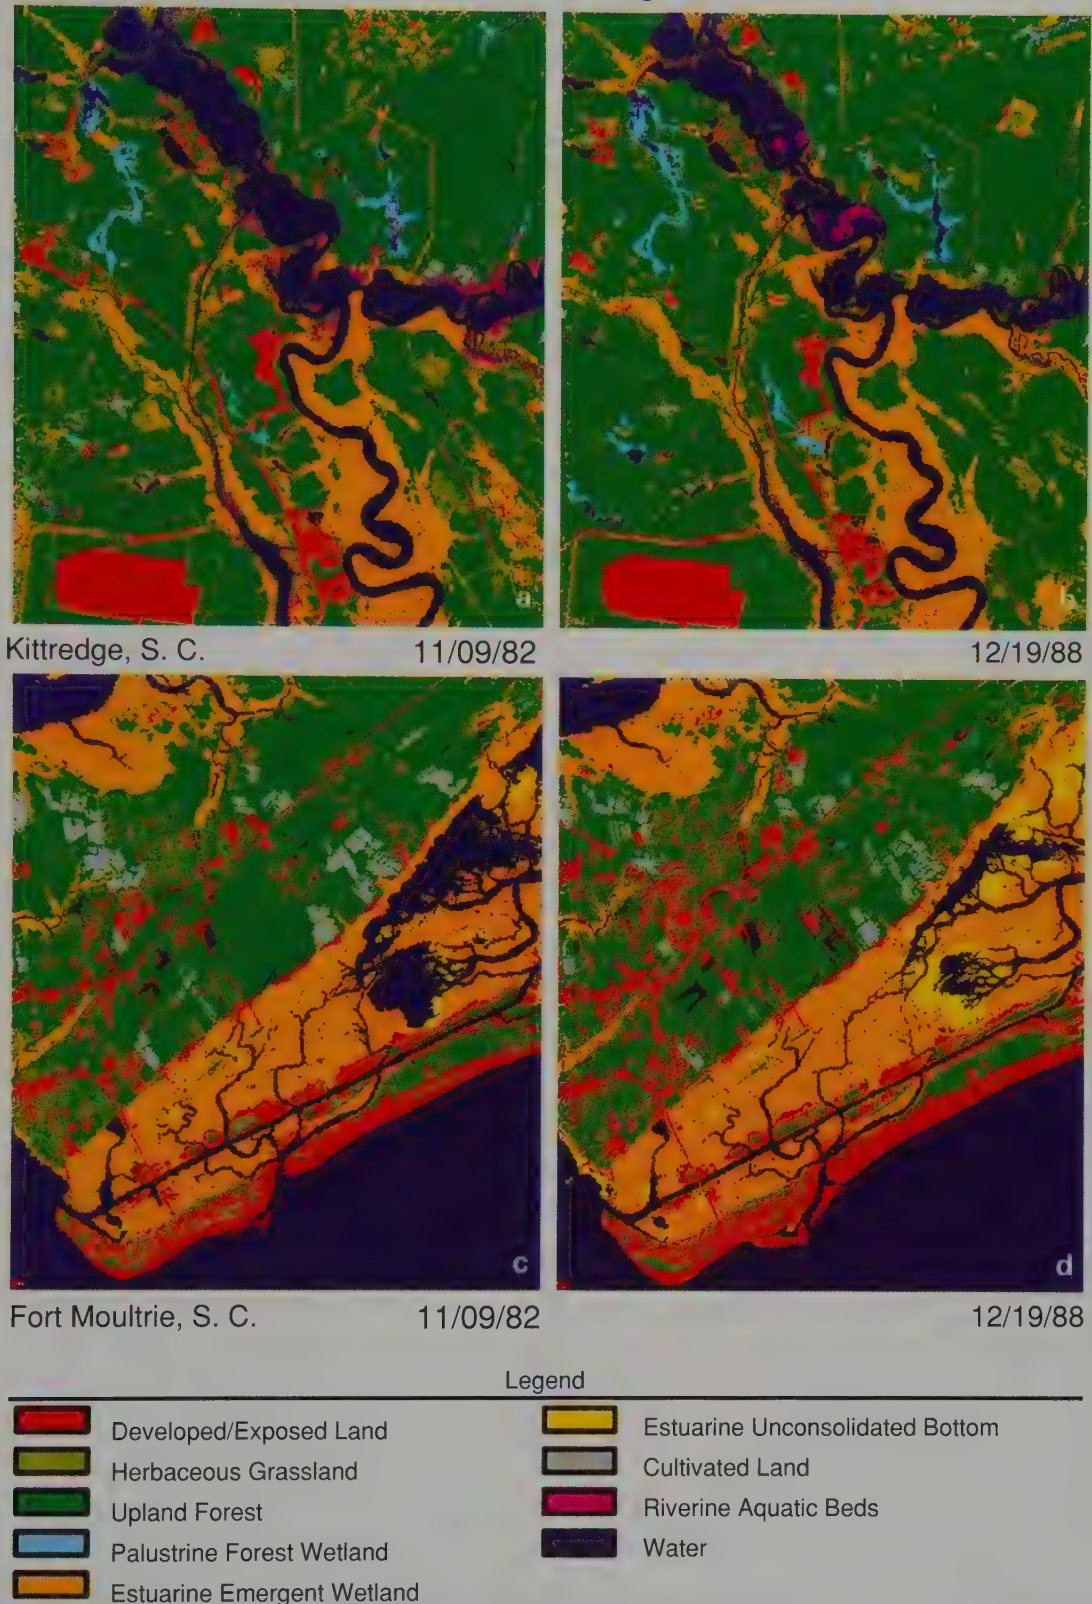 a
b
Kittredge, S. C. 11/09/82
12/19/88
c
d
Fort Moultrie, S. C. 11/09/82
12/19/88
Legend
Developed/Exposed Land
Herbaceous Grassland
Upland Forest
Palustrine Forest Wetland
Estuarine Emergent Wetland
Estuarine Unconsolidated Bottom
Cultivated Land
Riverine Aquatic Beds
Water